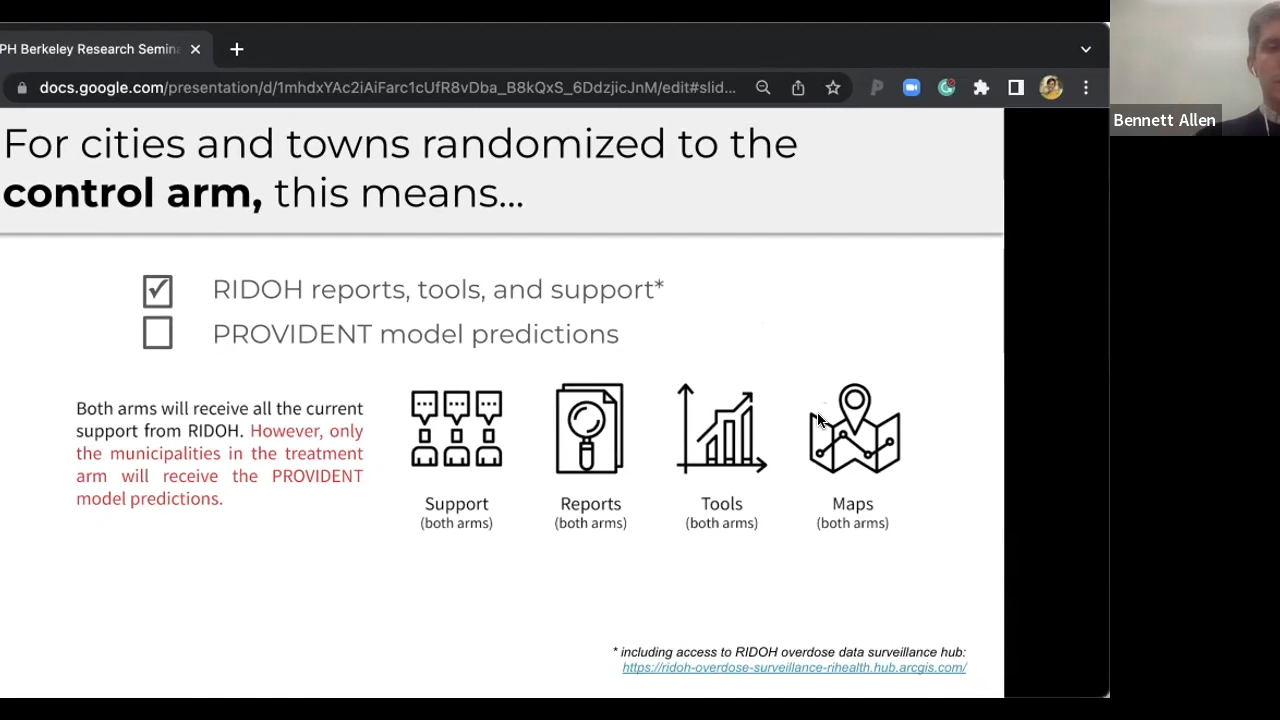 PH Berkeley Research Semina
docs.google.com/presentation/d/1mhdxYAc2iAiFarc1cUfR8vDba_B8kQxS_6DdzjicJnM/edit#slid...
Bennett Allen
For cities and towns randomized to the
control arm, this means...
RIDOH reports, tools, and support*
PROVIDENT model predictions
Both arms will receive all the current
support from RIDOH. However, only
the municipalities in the treatment
arm will receive the PROVIDENT
model predictions.
Support
(both arms)
Reports
(both arms)
Tools
(both arms)
Maps
(both arms)
* including access to RIDOH overdose data surveillance hub:
https://ridoh-overdose-surveillance-rihealth.hub.arcgis.com/